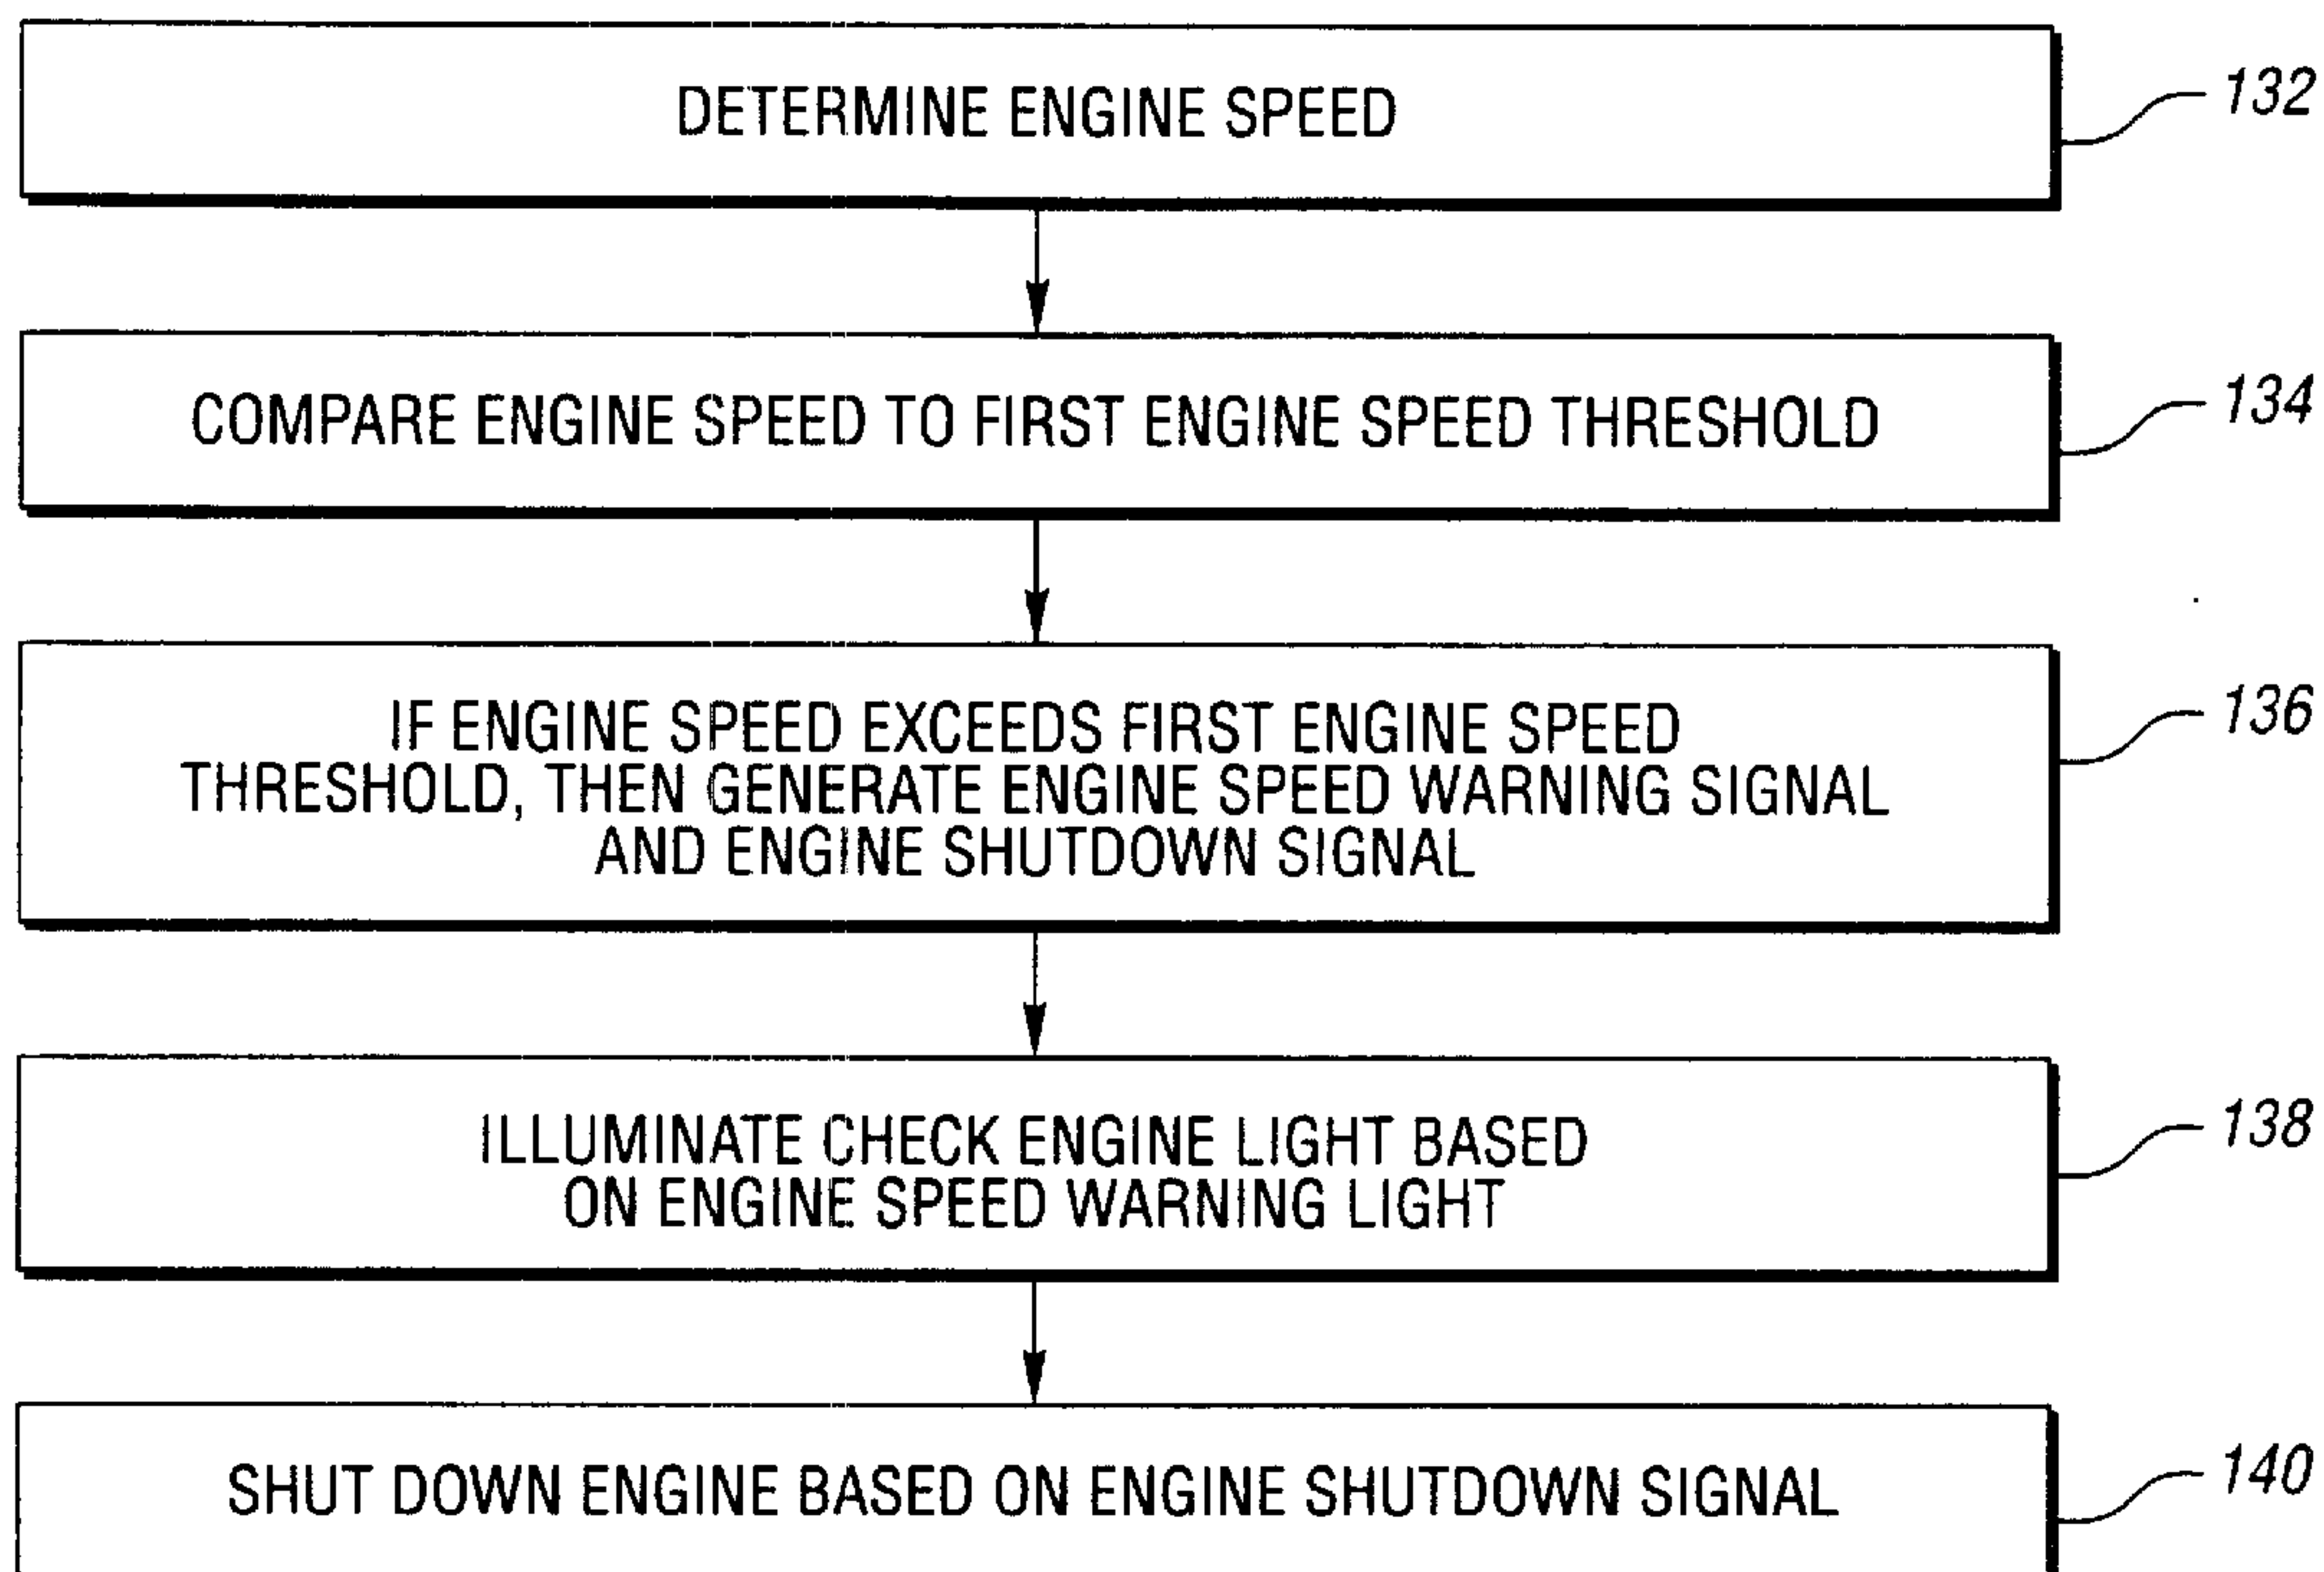 DETERMINE ENGINE SPEED
132
COMPARE ENGINE SPEED TO FIRST ENGINE SPEED THRESHOLD
134
IF ENGINE SPEED EXCEEDS FIRST ENGINE SPEED
THRESHOLD, THEN GENERATE ENGINE SPEED WARNING SIGNAL
AND ENGINE SHUTDOWN SIGNAL
136
ILLUMINATE CHECK ENGINE LIGHT BASED
ON ENGINE SPEED WARNING LIGHT
138
SHUT DOWN ENGINE BASED ON ENGINE SHUTDOWN SIGNAL
140